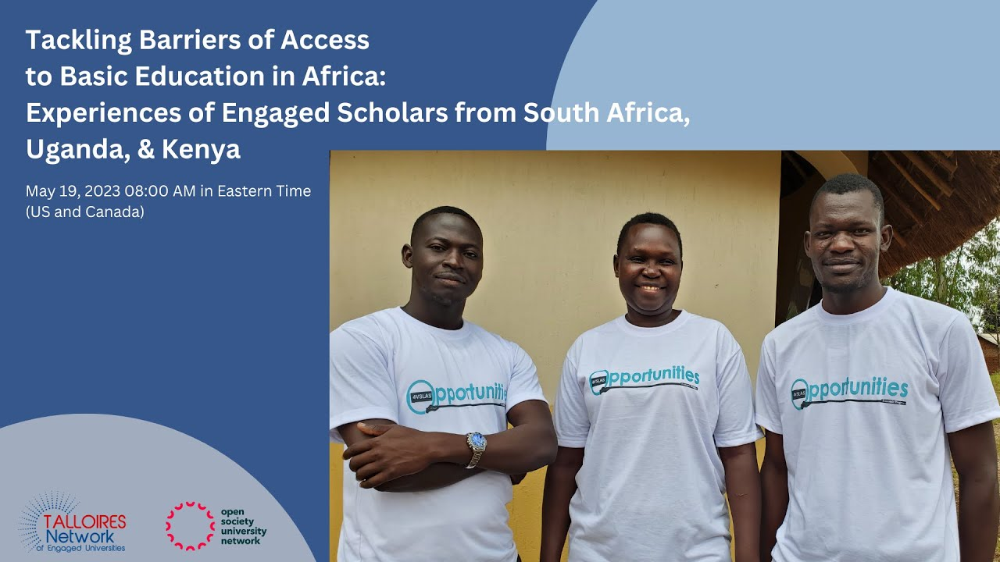 Tackling Barriers of Access
to Basic Education in Africa:
Experiences of Engaged Scholars from South Africa,
Uganda, & Kenya
May 19, 2023 08:00 AM in Eastern Time
(US and Canada)
4VSLAS Opportunities
4VSLAS Opportunities
4VSLAS Opportunities
TALLOIRES
Network
of Engaged Universities
open
society
university
network